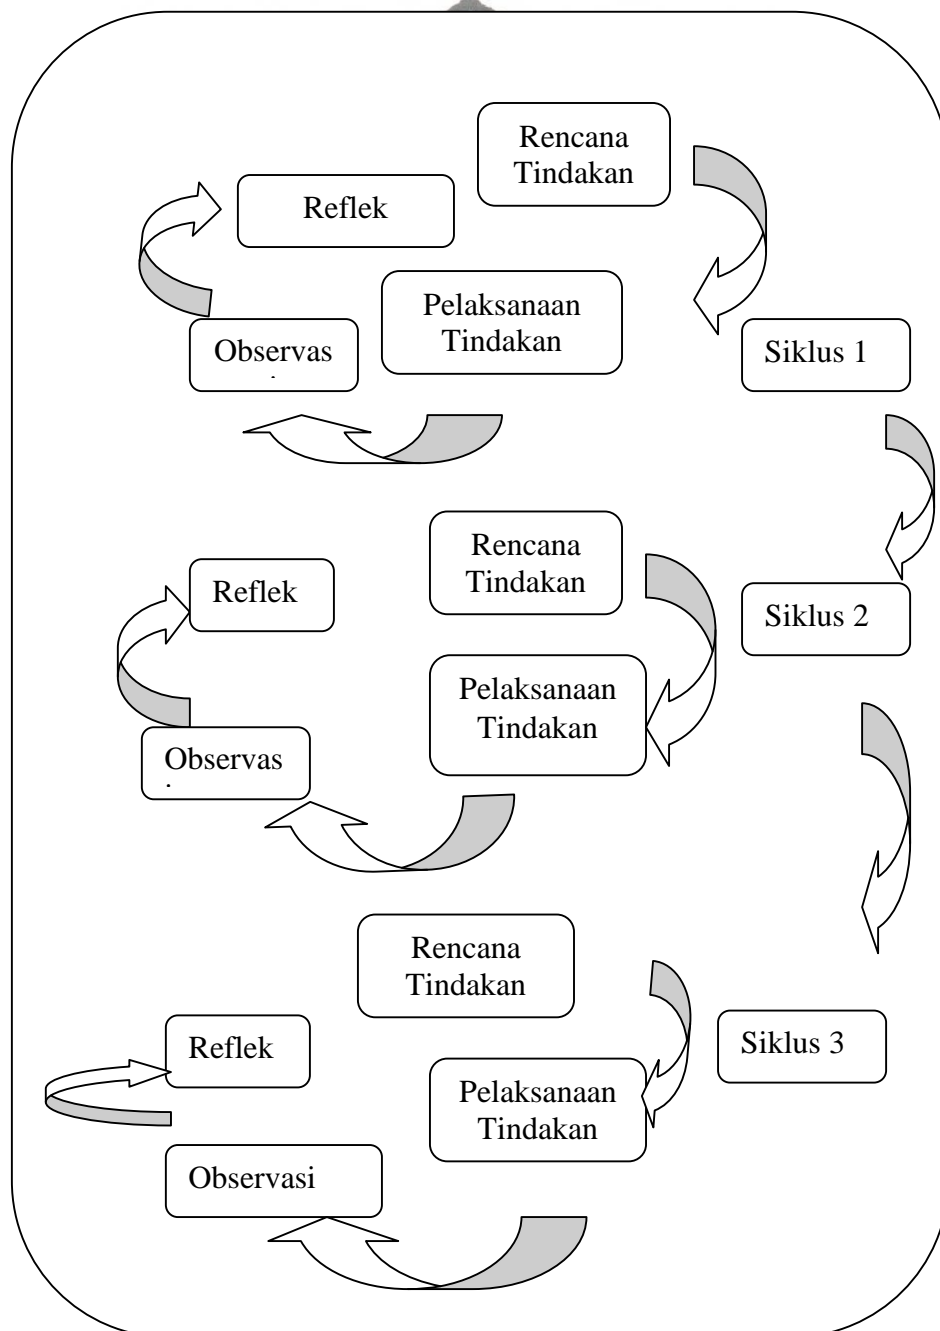 Rencana
Tindakan
Reflek
Pelaksanaan
Tindakan
Observas
Siklus 1
Rencana
Tindakan
Reflek
Siklus 2
Pelaksanaan
Tindakan
Observas
Rencana
Tindakan
Reflek
Siklus 3
Pelaksanaan
Tindakan
Observasi